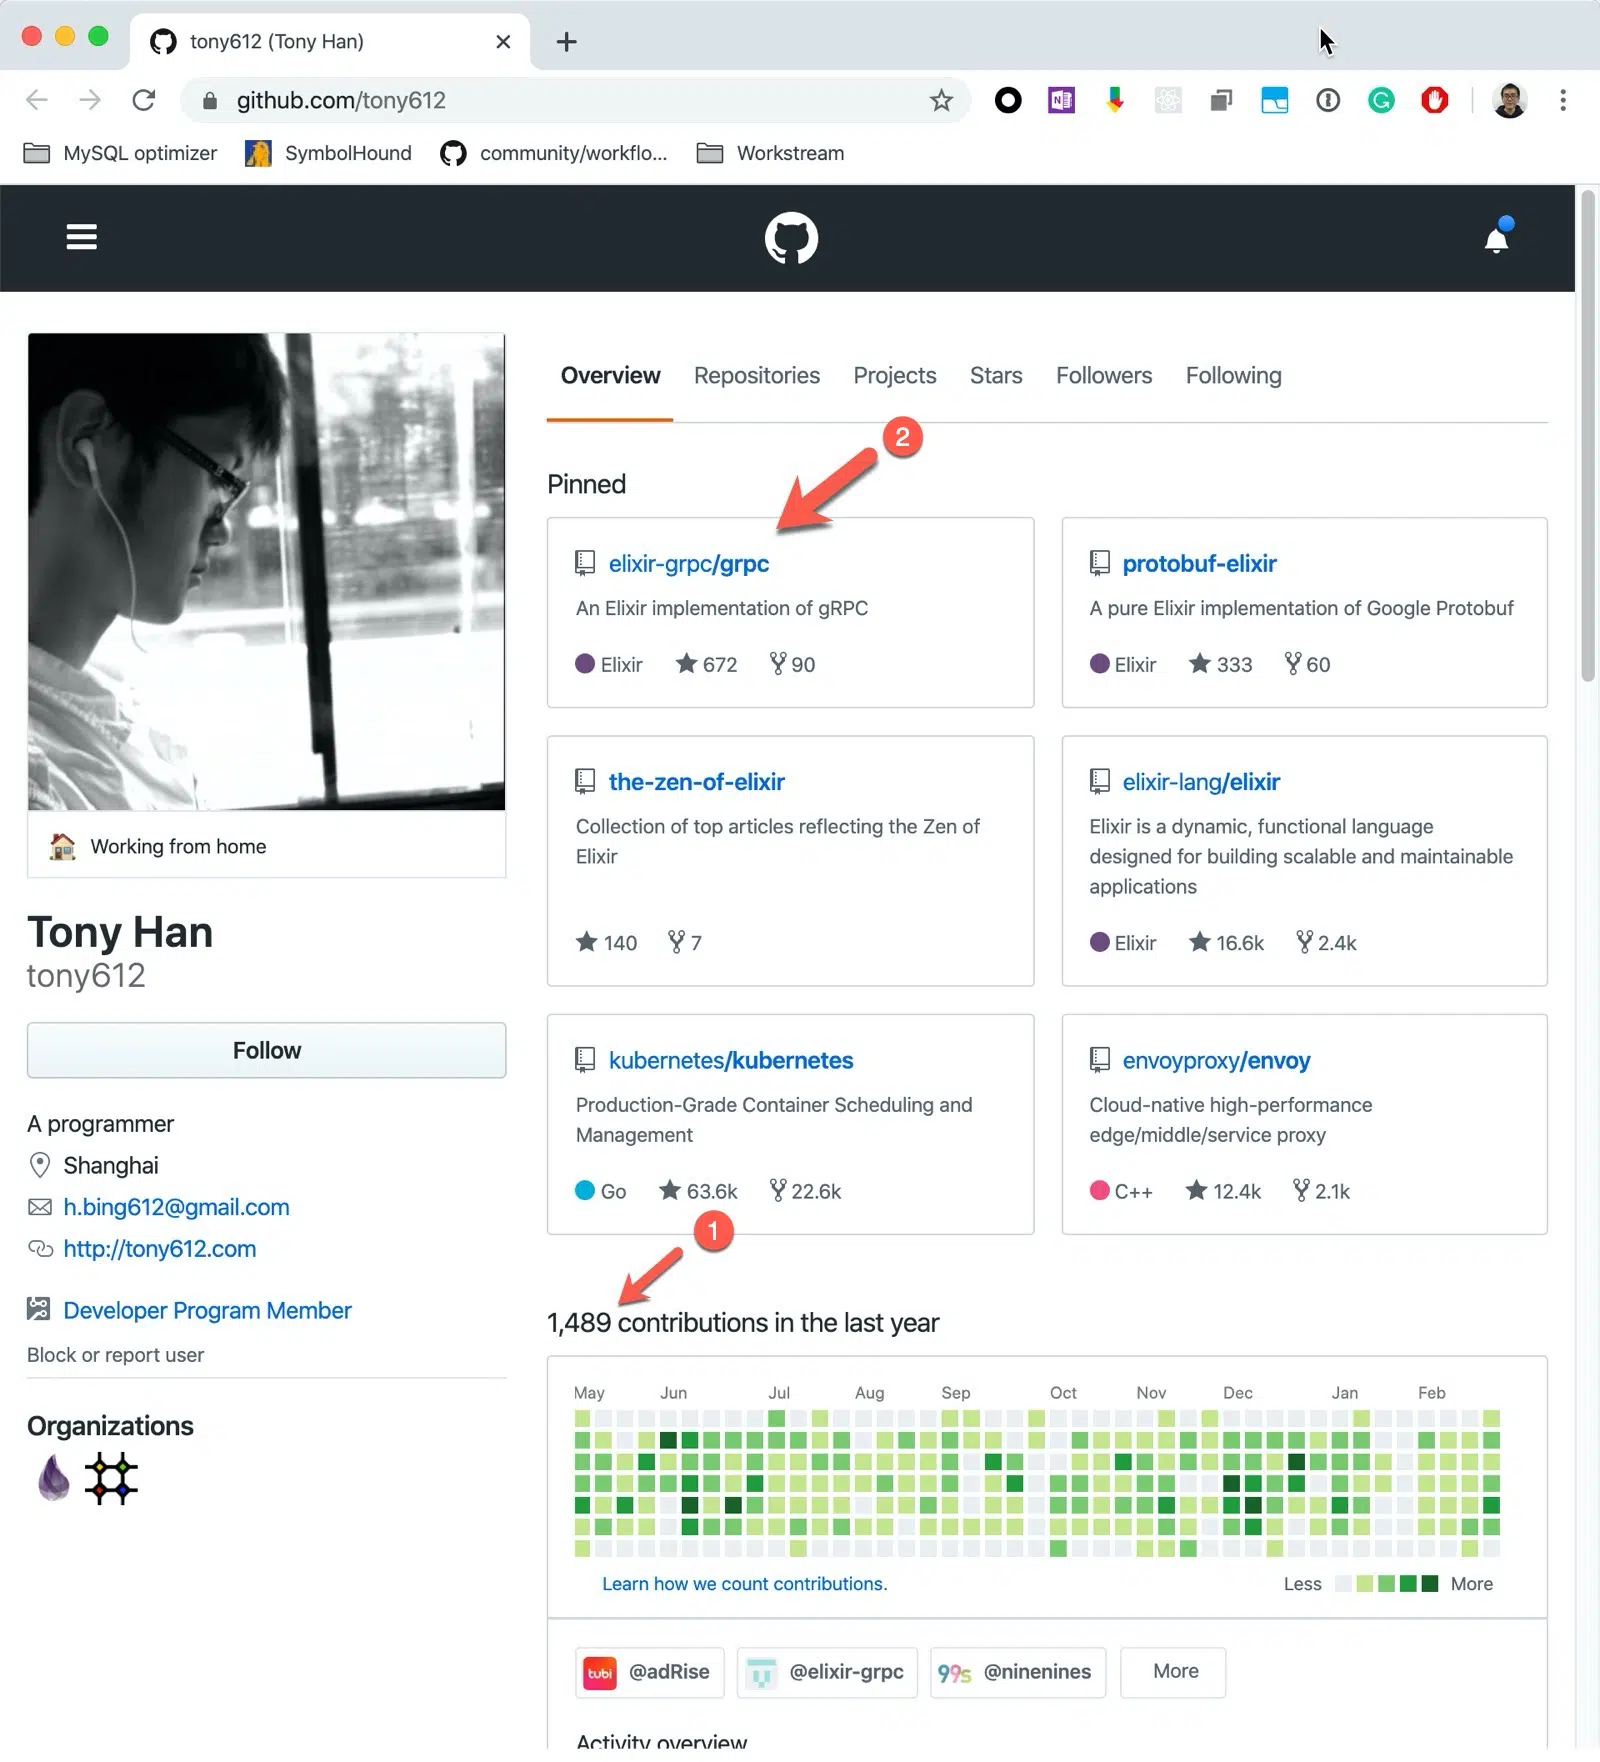 tony612 (Tony Han)
github.com/tony612
MySQL optimizer
SymbolHound
community/workflo...
Workstream
Overview
Repositories
Projects
Stars
Followers
Following
2
Pinned
elixir-grpc/grpc
An Elixir implementation of gRPC
Elixir 672 90
protobuf-elixir
A pure Elixir implementation of Google Protobuf
Elixir 333 60
the-zen-of-elixir
Collection of top articles reflecting the Zen of
Elixir
140 7
elixir-lang/elixir
Elixir is a dynamic, functional language
designed for building scalable and maintainable
applications
Elixir 16.6k 2.4k
kubernetes/kubernetes
Production-Grade Container Scheduling and
Management
Go 63.6k 22.6k
envoyproxy/envoy
Cloud-native high-performance
edge/middle/service proxy
C++ 12.4k 2.1k
Working from home
Tony Han
tony612
Follow
A programmer
Shanghai
h.bing612@gmail.com
http://tony612.com
Developer Program Member
Block or report user
Organizations
1
1,489 contributions in the last year
May Jun Jul Aug Sep Oct Nov Dec Jan Feb
Learn how we count contributions.
Less More
tubi @adRise
@elixir-grpc
99s @ninenines
More
Activity overview